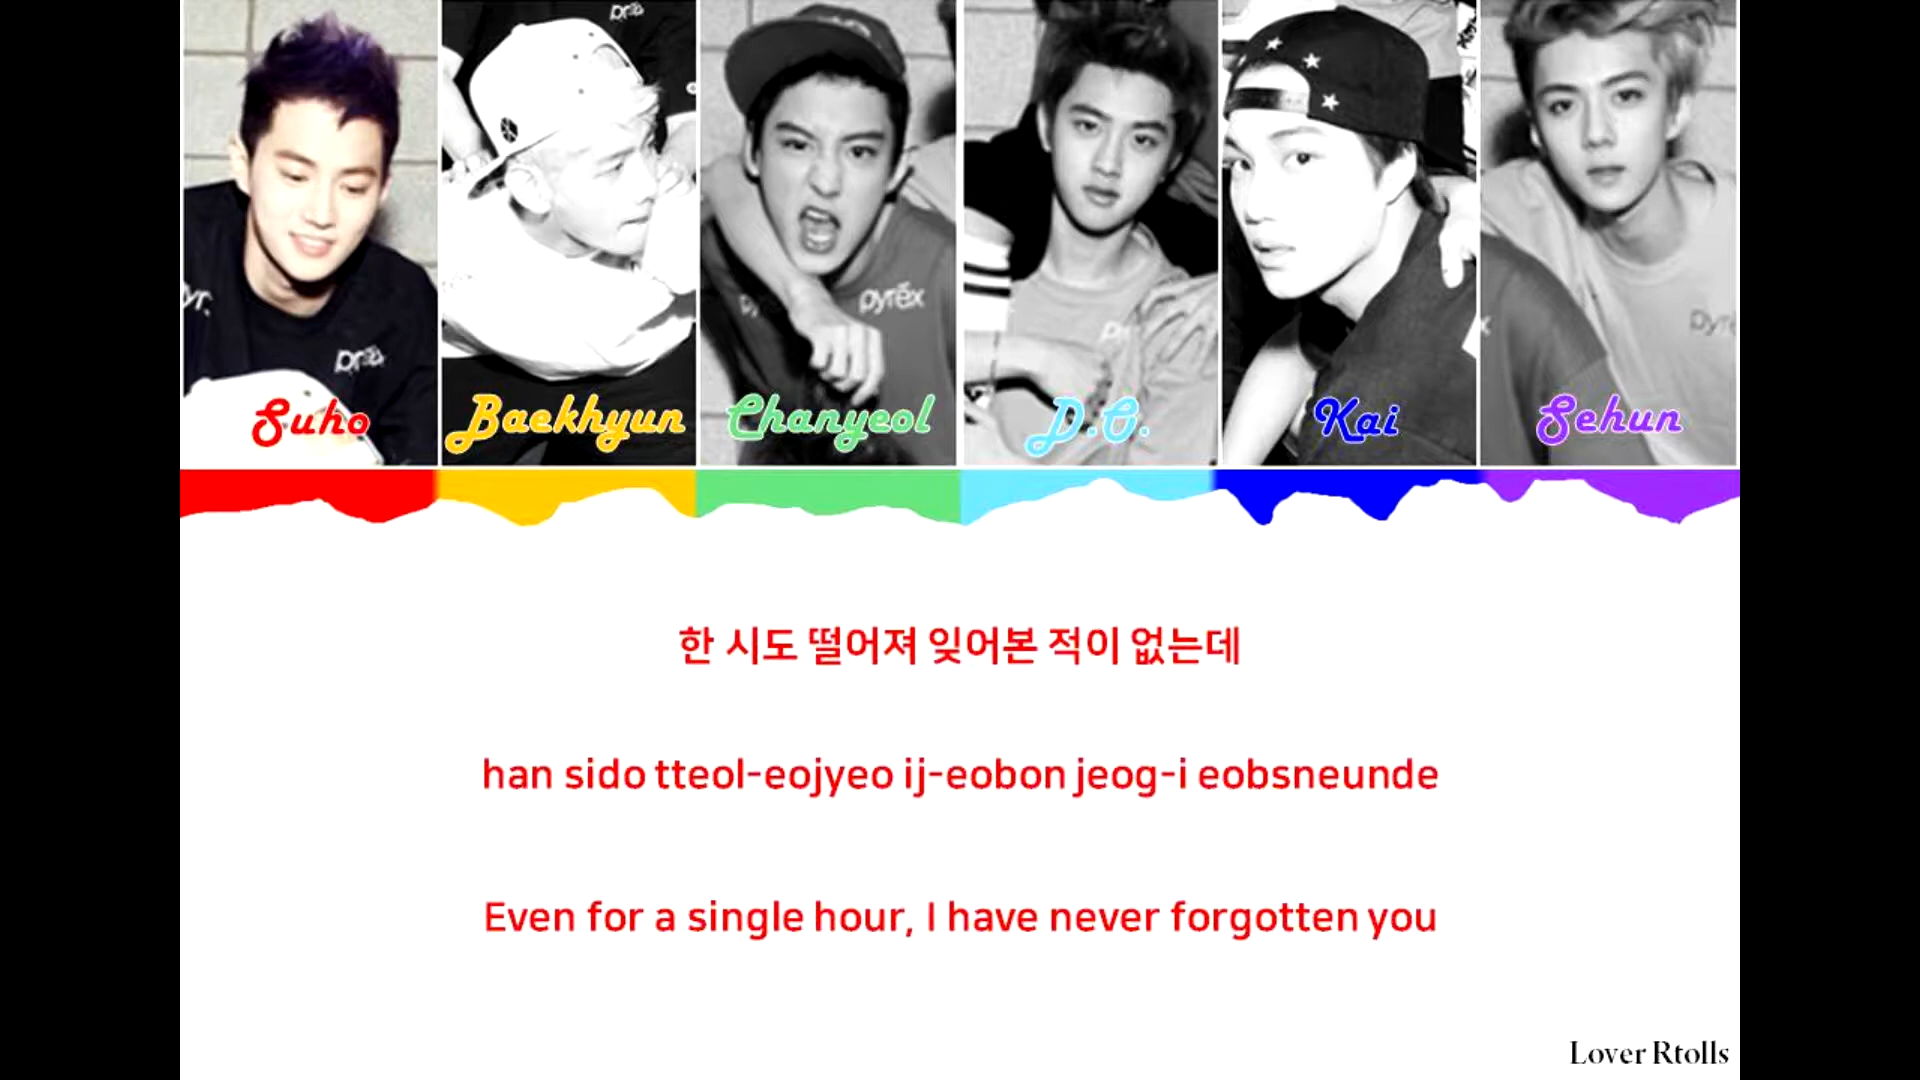 pyrex
Suho
Baekhyun
Chanyeol
D.O.
Kai
Sehun
한 시도 떨어져 잊어본 적이 없는데
han sido tteol-eojyeo ij-eobon jeog-i eobsneunde
Even for a single hour, I have never forgotten you
Lover Rtolls